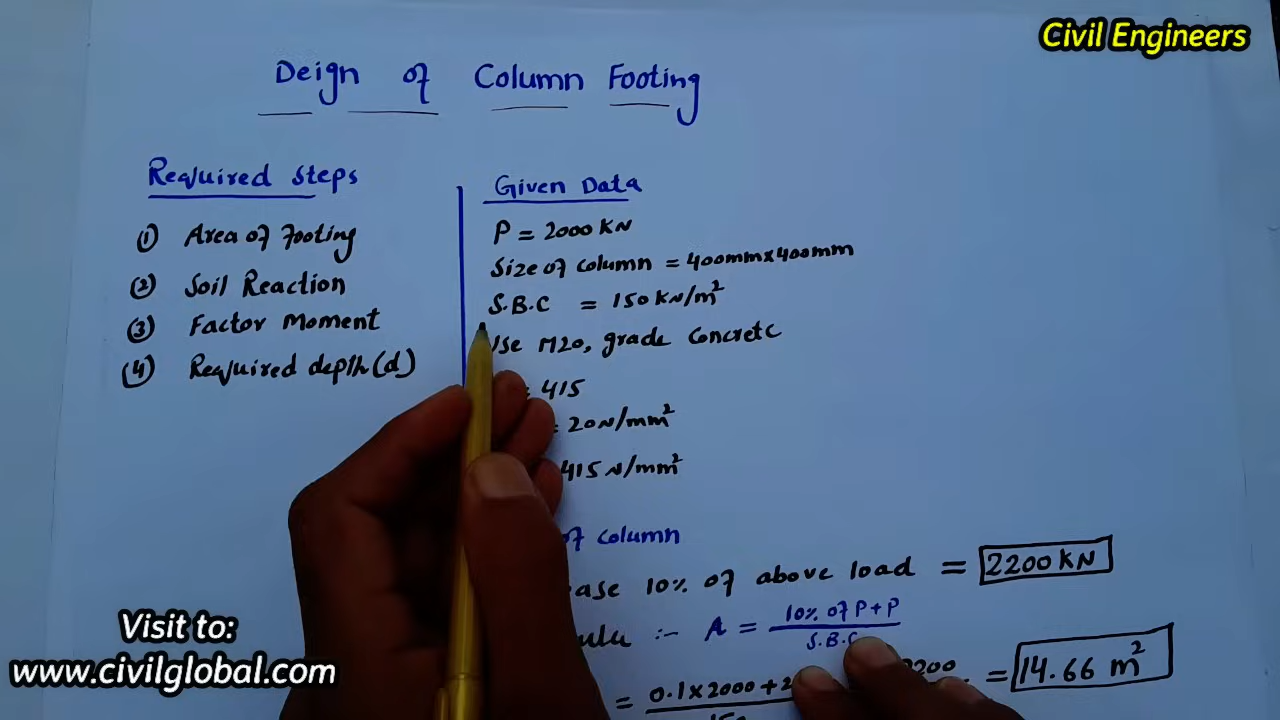 Civil Engineers
Deign of Column Footing
Required Steps
① Area of Footing
② Soil Reaction
③ Factor Moment
④ Required depth(d)
Given Data
P = 2000 KN
Size of Column = 400mm×400mm
S.B.C = 150 KN/m²
Use M20, grade Concrete
= 415
= 20N/mm²
415 N/mm²
of Column
10% of above load = 2200 KN
:- A = 10% of P + P / S.B.C
= 0.1×2000+ 2200 = 14.66 m²
Visit to:
www.civilglobal.com